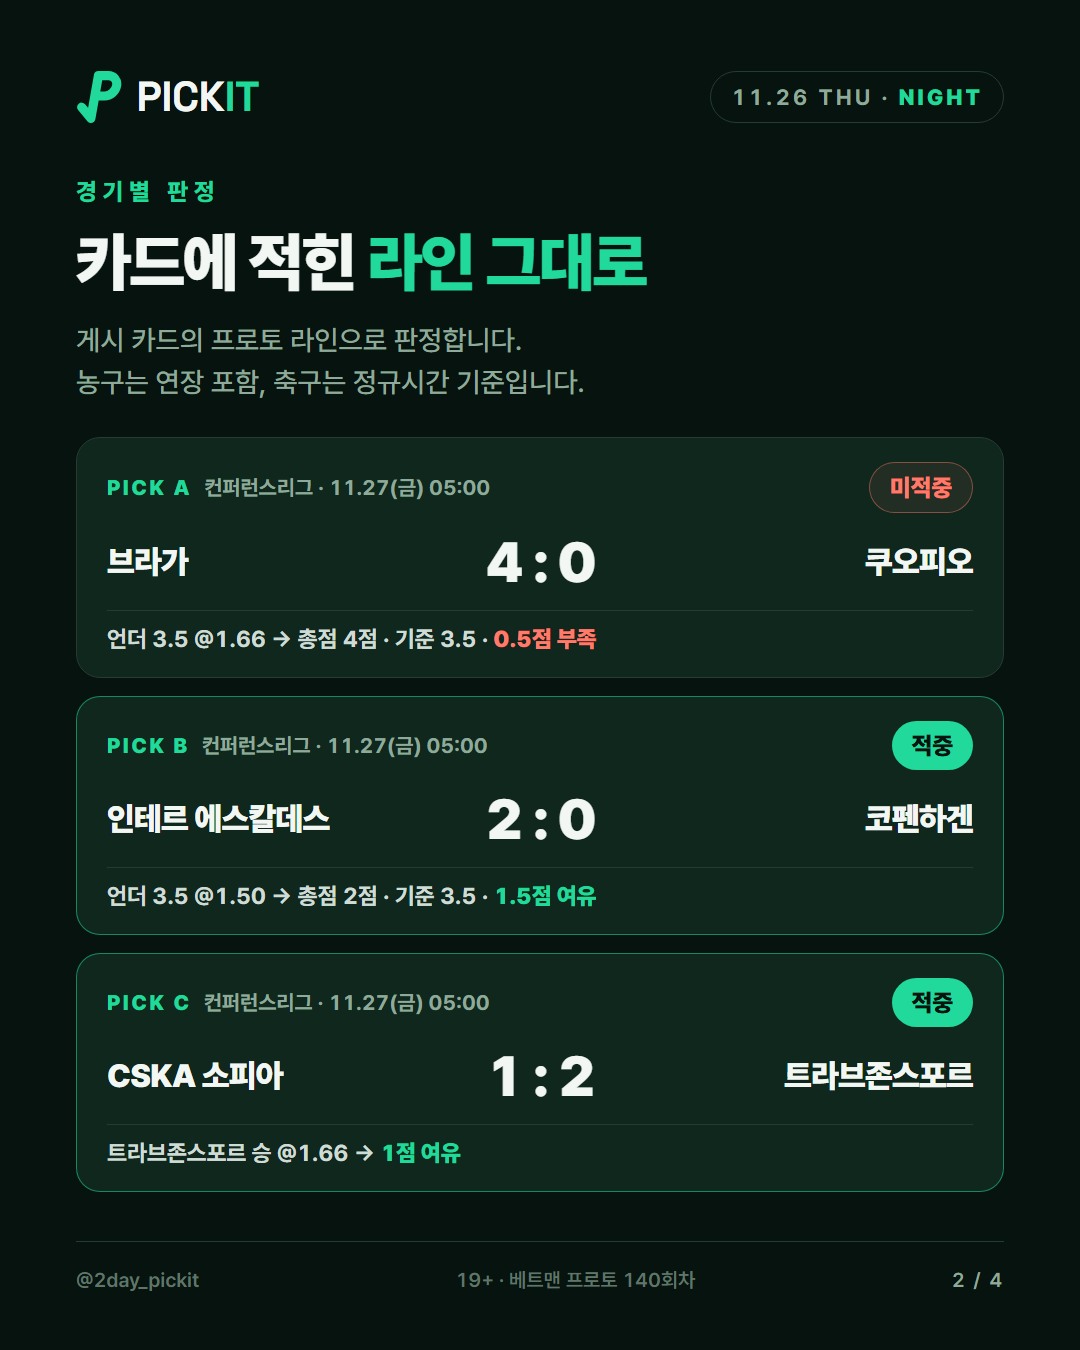 PICKIT
11.26 THU · NIGHT
경기별 판정
카드에 적힌 라인 그대로
게시 카드의 프로토 라인으로 판정합니다.
농구는 연장 포함, 축구는 정규시간 기준입니다.
PICK A 컨퍼런스리그 · 11.27(금) 05:00 미적중
브라가 4 : 0 쿠오피오
언더 3.5 @1.66 → 총점 4점 · 기준 3.5 · 0.5점 부족
PICK B 컨퍼런스리그 · 11.27(금) 05:00 적중
인테르 에스칼데스 2 : 0 코펜하겐
언더 3.5 @1.50 → 총점 2점 · 기준 3.5 · 1.5점 여유
PICK C 컨퍼런스리그 · 11.27(금) 05:00 적중
CSKA 소피아 1 : 2 트라브존스포르
트라브존스포르 승 @1.66 → 1점 여유
@2day_pickit 19+ · 베트맨 프로토 140회차 2 / 4